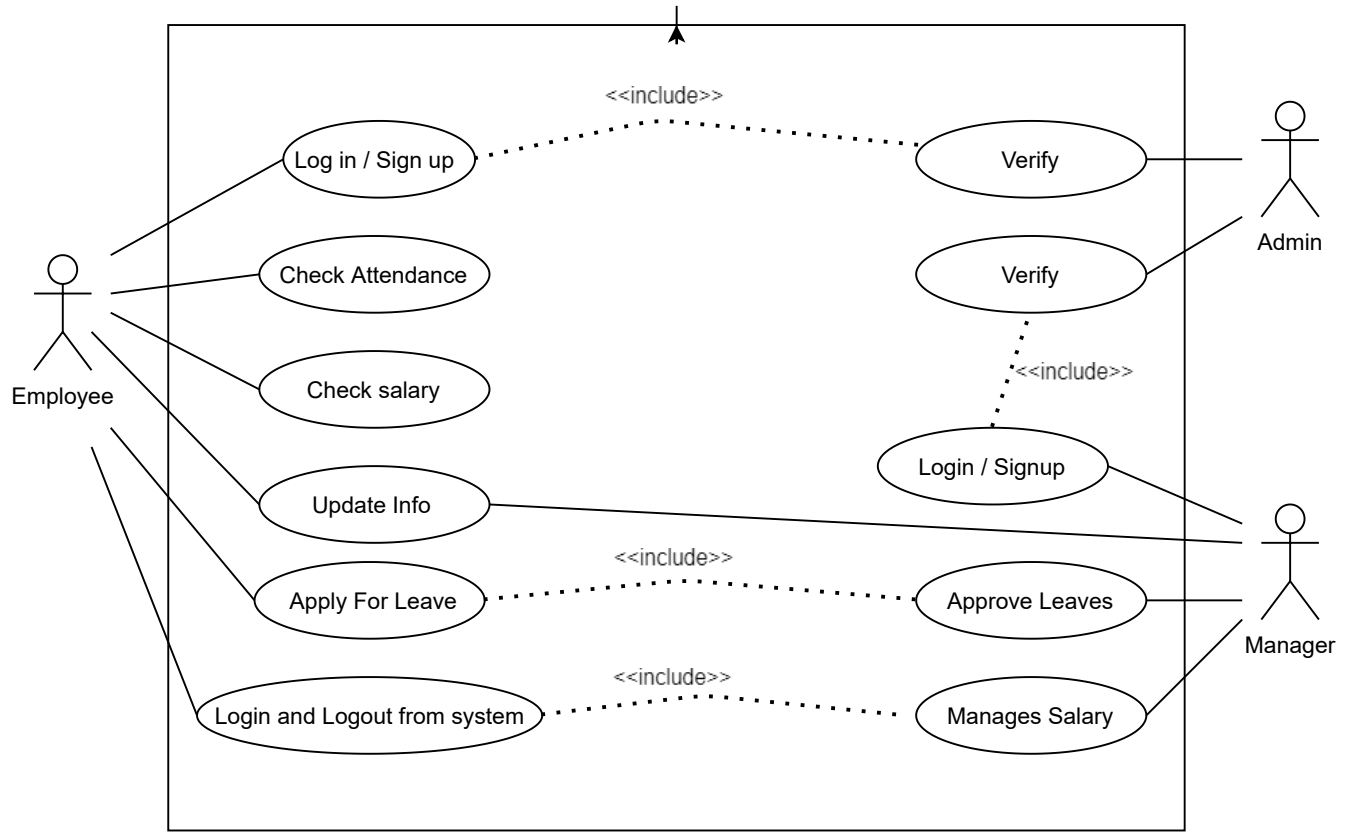 <<include>>
Log in / Sign up
Verify
Admin
Check Attendance
Verify
<<include>>
Employee
Check salary
Login / Signup
Update Info
<<include>>
Apply For Leave
Approve Leaves
Manager
<<include>>
Login and Logout from system
Manages Salary